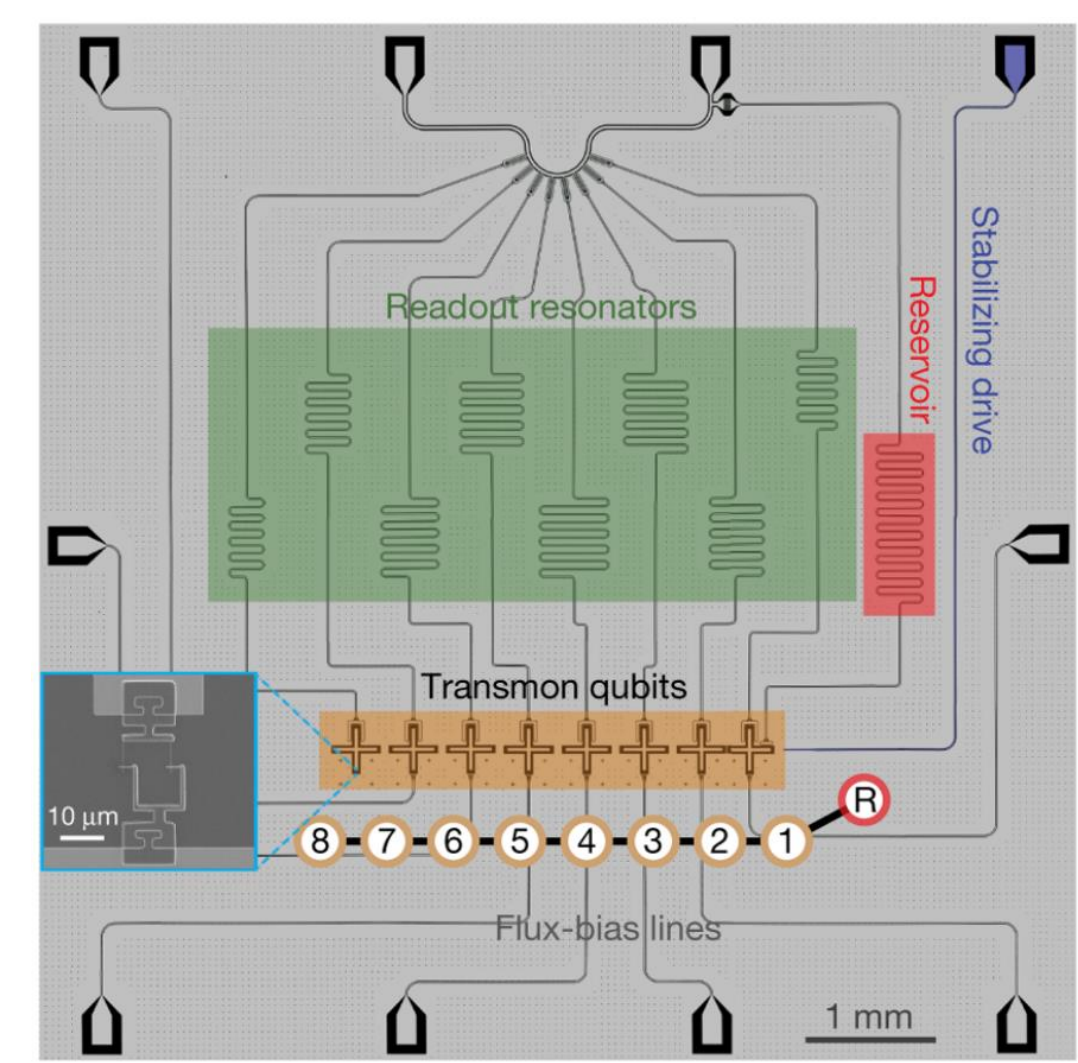 Readout resonators
Reservoir
Stabilizing drive
Transmon qubits
10 μm
R
8 7 6 5 4 3 2 1
Flux-bias lines
1 mm